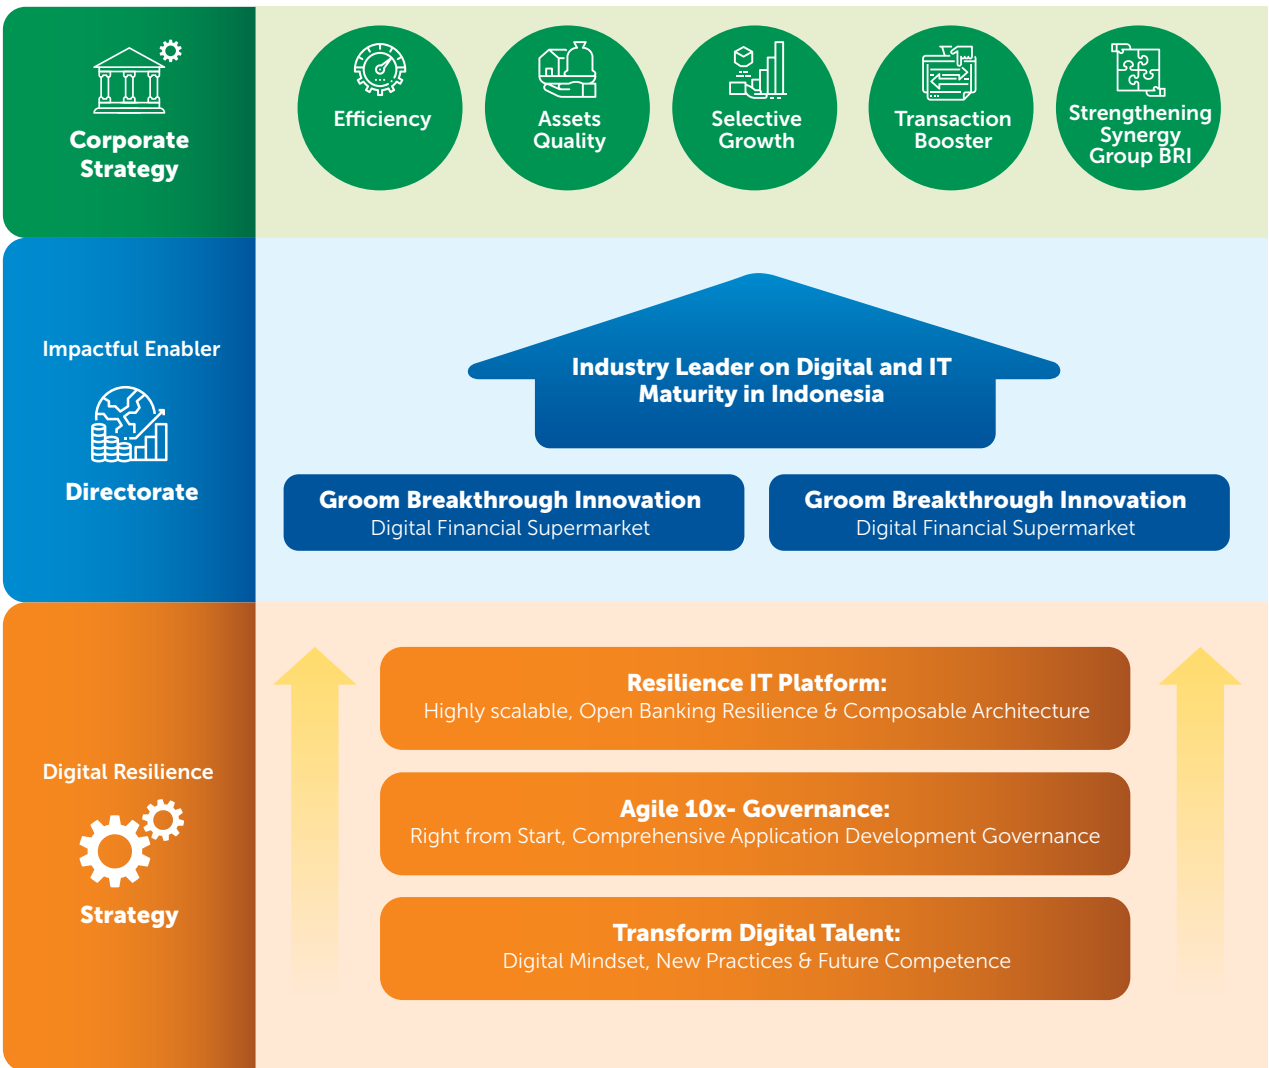 Corporate
Strategy
Efficiency
Assets
Quality
Selective
Growth
Transaction
Booster
Strengthening
Synergy
Group BRI
Impactful Enabler
Directorate
Industry Leader on Digital and IT
Maturity in Indonesia
Groom Breakthrough Innovation
Digital Financial Supermarket
Groom Breakthrough Innovation
Digital Financial Supermarket
Digital Resilience
Strategy
Resilience IT Platform:
Highly scalable, Open Banking Resilience & Composable Architecture
Agile 10x- Governance:
Right from Start, Comprehensive Application Development Governance
Transform Digital Talent:
Digital Mindset, New Practices & Future Competence